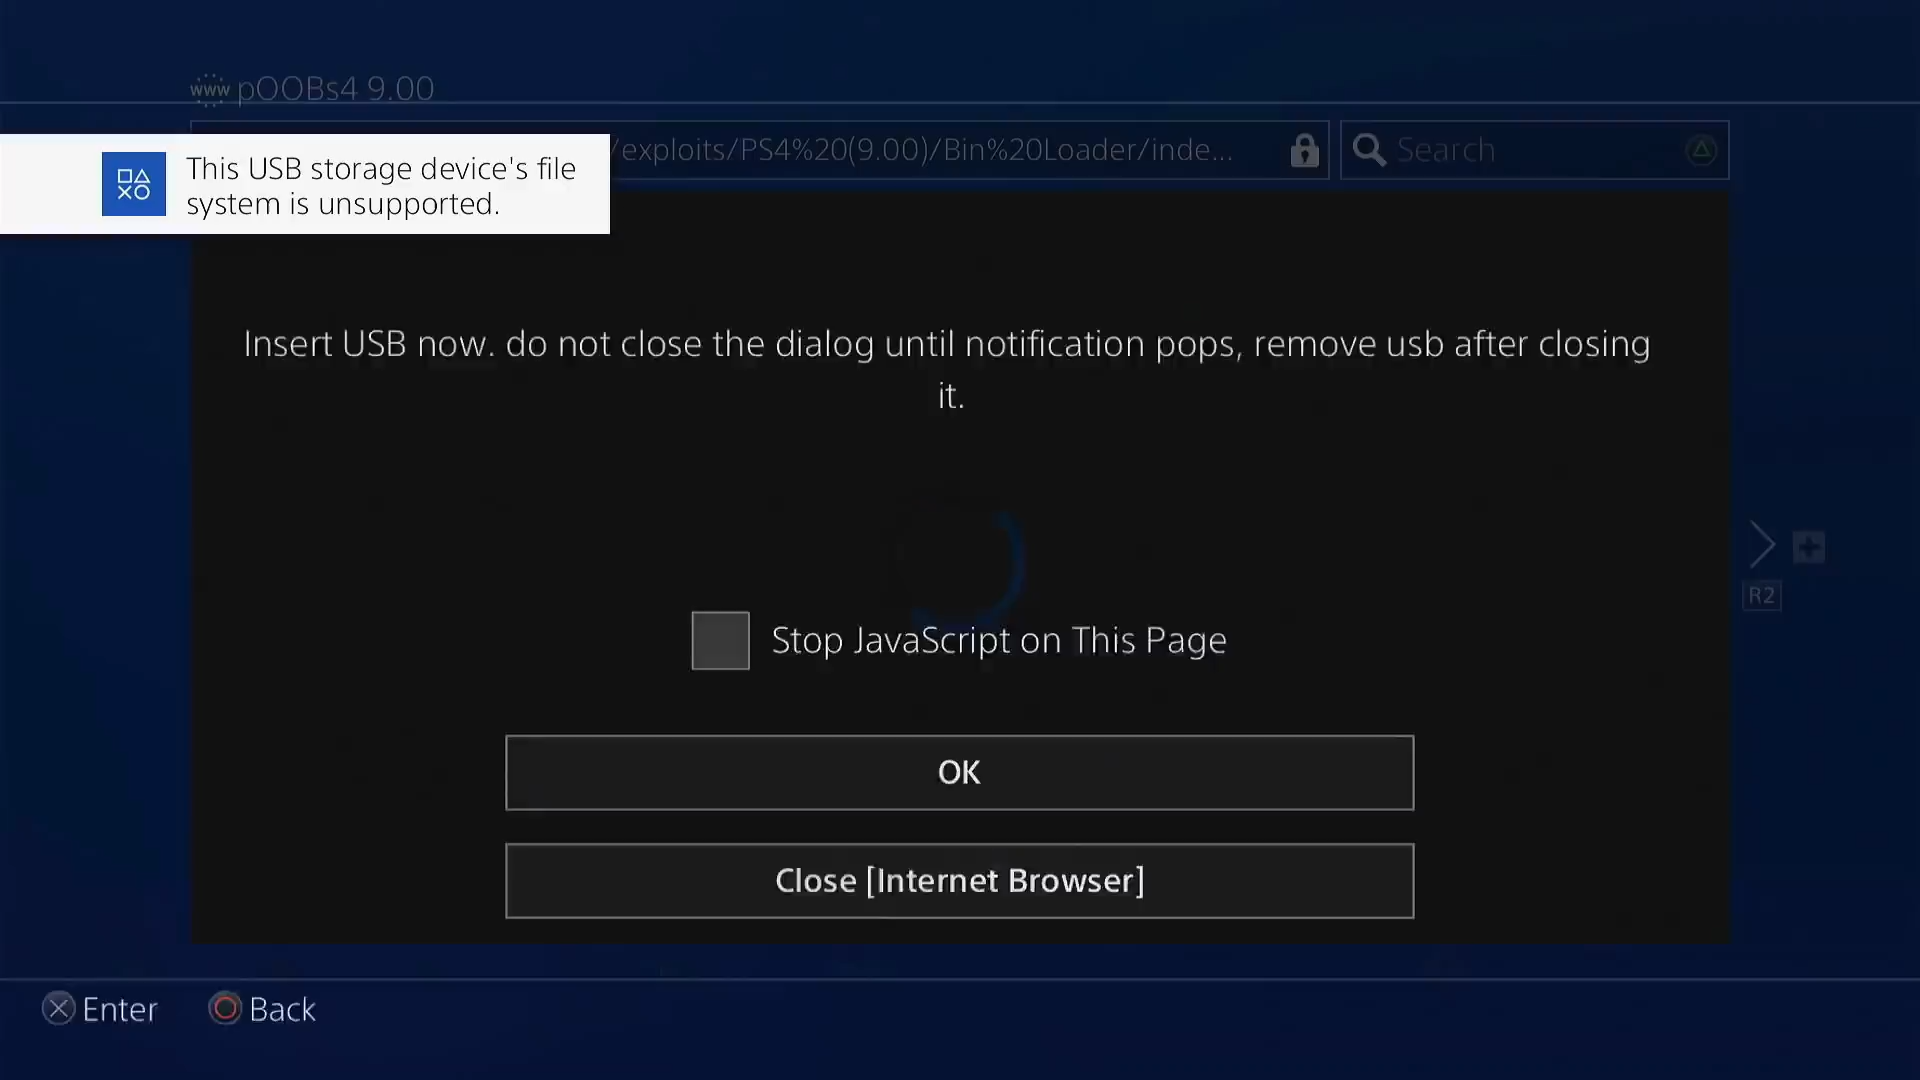 www pOOBs4 9.00
/exploits/PS4%20(9.00)/Bin%20Loader/inde...
Search
This USB storage device's file
system is unsupported.
Insert USB now. do not close the dialog until notification pops, remove usb after closing
it.
R2
Stop JavaScript on This Page
OK
Close [Internet Browser]
Enter
Back